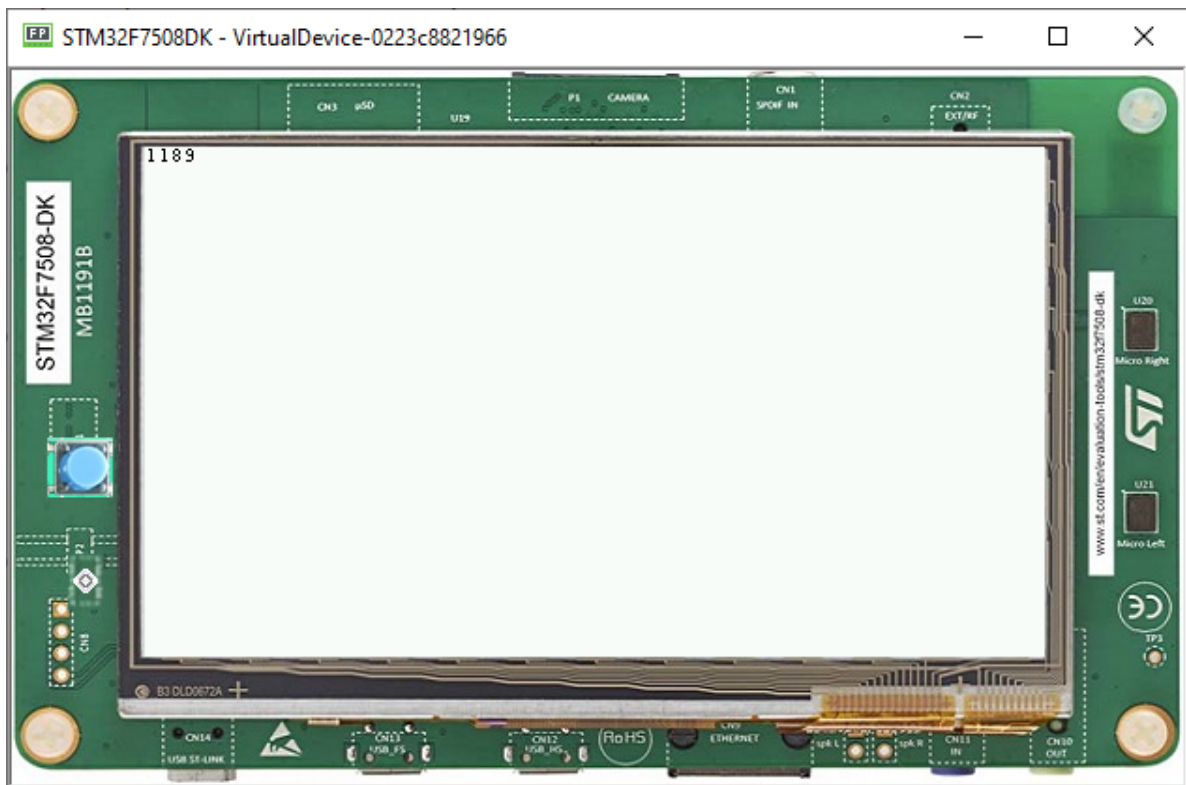 STM32F7508DK - VirtualDevice-0223c8821966
CN3 µSD
U19
P1 CAMERA
CN1
SPDIF IN
CN2
EXT/RF
1189
STM32F7508-DK
MB1191B
www.st.com/en/evaluation-tools/stm32f7508-dk
U20
Micro Right
U21
Micro Left
P2
CN8
TP3
B3 DLD0672A
CN14
USB ST-LINK
CN13
USB_FS
CN12
USB_HS
RoHS
CN9
ETHERNET
spk L
spk R
CN11
IN
CN10
OUT